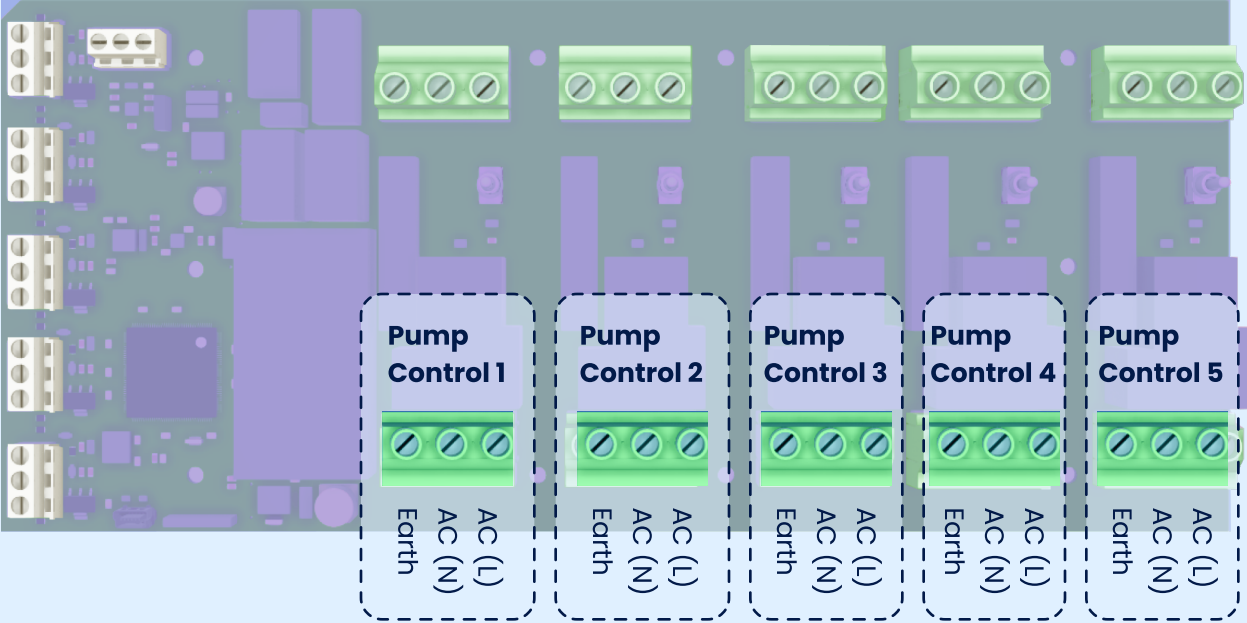 Pump
Control 1
Pump
Control 2
Pump
Control 3
Pump
Control 4
Pump
Control 5
Earth
AC (N)
AC (L)
Earth
AC (N)
AC (L)
Earth
AC (N)
AC (L)
Earth
AC (N)
AC (L)
Earth
AC (N)
AC (L)